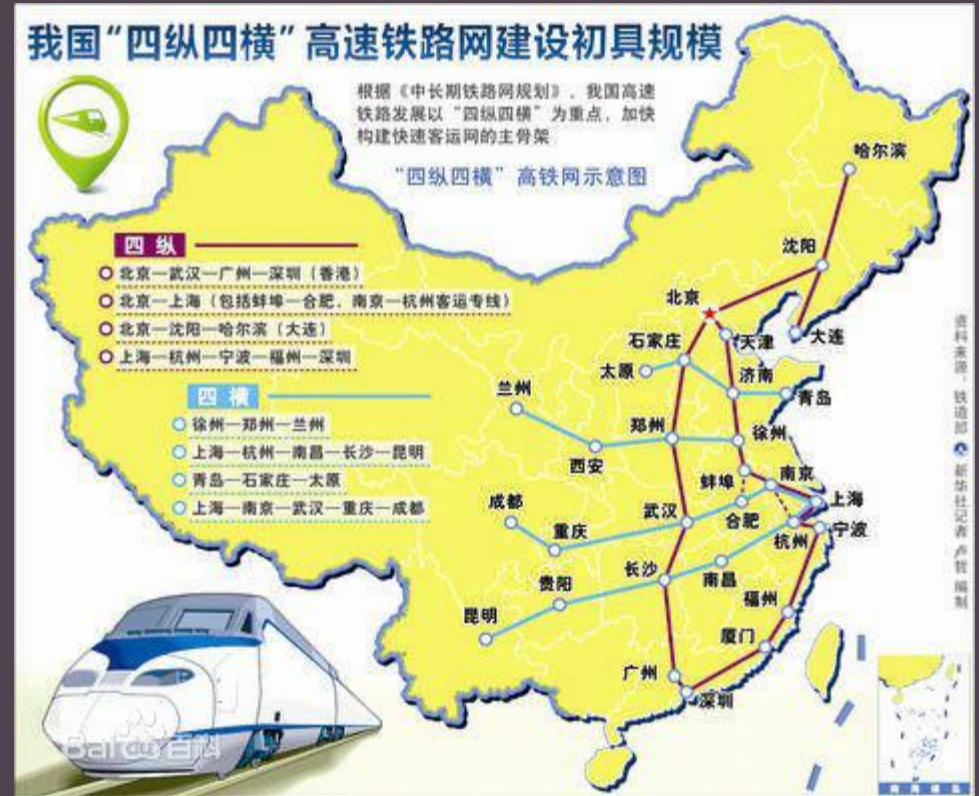 我国“四纵四横”高速铁路网建设初具规模
根据《中长期铁路网规划》，我国高速
铁路发展以“四纵四横”为重点，加快
构建快速客运网的主骨架
“四纵四横”高铁网示意图
四纵
北京—武汉—广州—深圳（香港）
北京—上海（包括蚌埠—合肥、南京—杭州客运专线）
北京—沈阳—哈尔滨（大连）
上海—杭州—宁波—福州—深圳
四横
徐州—郑州—兰州
上海—杭州—南昌—长沙—昆明
青岛—石家庄—太原
上海—南京—武汉—重庆—成都
哈尔滨
沈阳
北京
大连
天津
石家庄
太原
济南
青岛
兰州
郑州
徐州
西安
蚌埠
南京
成都
上海
武汉
合肥
重庆
杭州
宁波
长沙
南昌
贵阳
福州
昆明
厦门
广州
深圳
资料来源：铁道部 新华社记者 卢哲 编制
Baidu百科